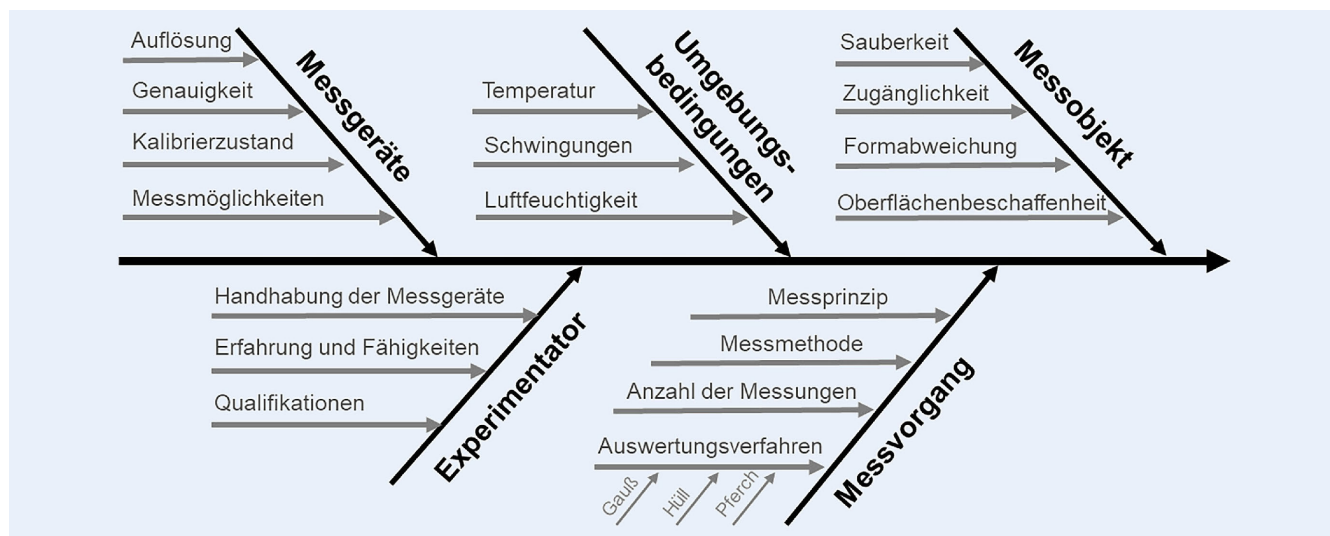 Auflösung
Genauigkeit
Kalibrierzustand
Messmöglichkeiten
Messgeräte
Temperatur
Schwingungen
Luftfeuchtigkeit
Umgebungs-
bedingungen
Sauberkeit
Zugänglichkeit
Formabweichung
Oberflächenbeschaffenheit
Messobjekt
Handhabung der Messgeräte
Erfahrung und Fähigkeiten
Qualifikationen
Experimentator
Messprinzip
Messmethode
Anzahl der Messungen
Auswertungsverfahren
Gauß
Hüll
Pferch
Messvorgang